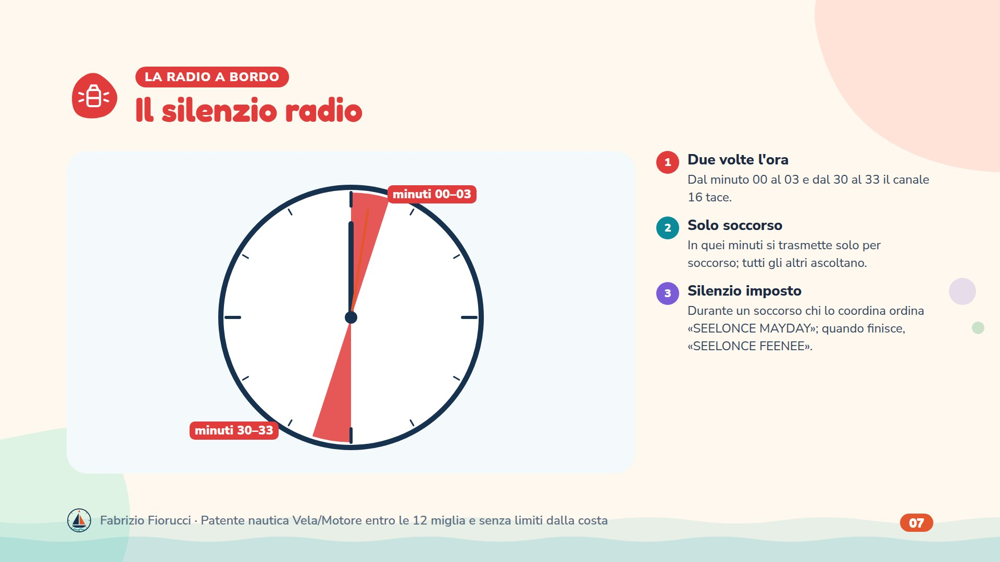 LA RADIO A BORDO
Il silenzio radio
minuti 00–03
minuti 30–33
1
Due volte l'ora
Dal minuto 00 al 03 e dal 30 al 33 il canale
16 tace.
2
Solo soccorso
In quei minuti si trasmette solo per
soccorso; tutti gli altri ascoltano.
3
Silenzio imposto
Durante un soccorso chi lo coordina ordina
«SEELONCE MAYDAY»; quando finisce,
«SEELONCE FEENEE».
Fabrizio Fiorucci · Patente nautica Vela/Motore entro le 12 miglia e senza limiti dalla costa
07